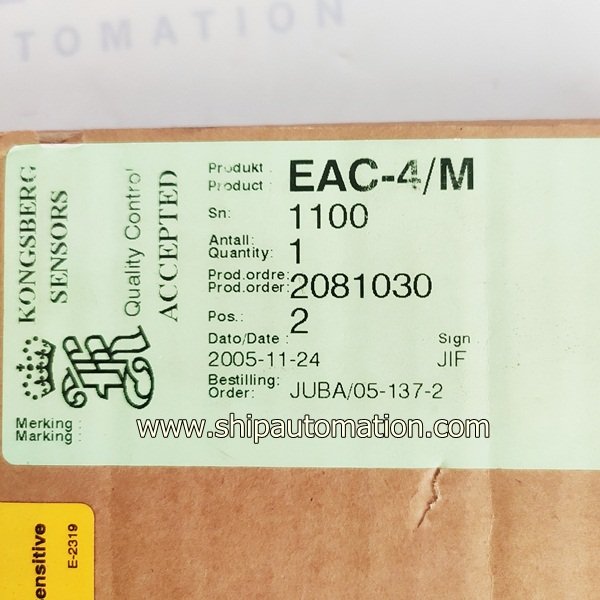 TOMATION
KONGSBERG
SENSORS
Quality Control
ACCEPTED
Produkt :
Product : EAC-4/M
Sn: 1100
Antall:
Quantity: 1
Prod.ordre:
Prod.order: 2081030
Pos.: 2
Dato/Date : Sign
2005-11-24 JIF
Bestilling:
Order: JUBA/05-137-2
Merking :
Marking :
www.shipautomation.com
ensitive
E-2319